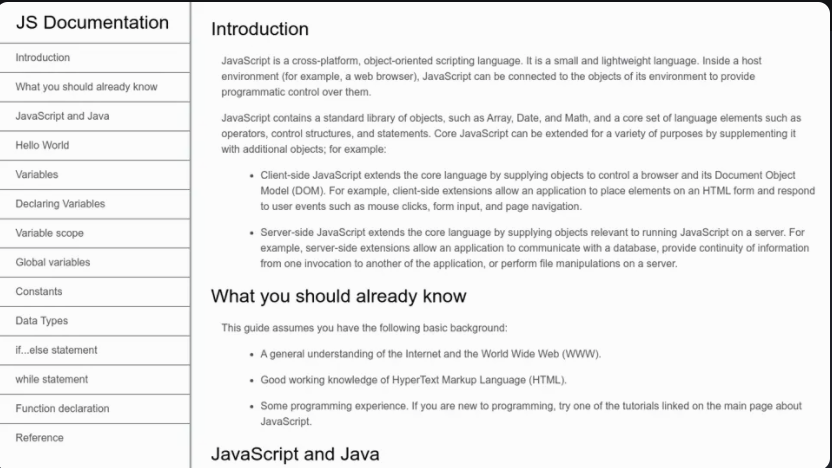 JS Documentation
Introduction
What you should already know
JavaScript and Java
Hello World
Variables
Declaring Variables
Variable scope
Global variables
Constants
Data Types
if...else statement
while statement
Function declaration
Reference
Introduction
JavaScript is a cross-platform, object-oriented scripting language. It is a small and lightweight language. Inside a host
environment (for example, a web browser), JavaScript can be connected to the objects of its environment to provide
programmatic control over them.
JavaScript contains a standard library of objects, such as Array, Date, and Math, and a core set of language elements such as
operators, control structures, and statements. Core JavaScript can be extended for a variety of purposes by supplementing it
with additional objects; for example:
• Client-side JavaScript extends the core language by supplying objects to control a browser and its Document Object
Model (DOM). For example, client-side extensions allow an application to place elements on an HTML form and respond
to user events such as mouse clicks, form input, and page navigation.
• Server-side JavaScript extends the core language by supplying objects relevant to running JavaScript on a server. For
example, server-side extensions allow an application to communicate with a database, provide continuity of information
from one invocation to another of the application, or perform file manipulations on a server.
What you should already know
This guide assumes you have the following basic background:
• A general understanding of the Internet and the World Wide Web (WWW).
• Good working knowledge of HyperText Markup Language (HTML).
• Some programming experience. If you are new to programming, try one of the tutorials linked on the main page about
JavaScript.
JavaScript and Java